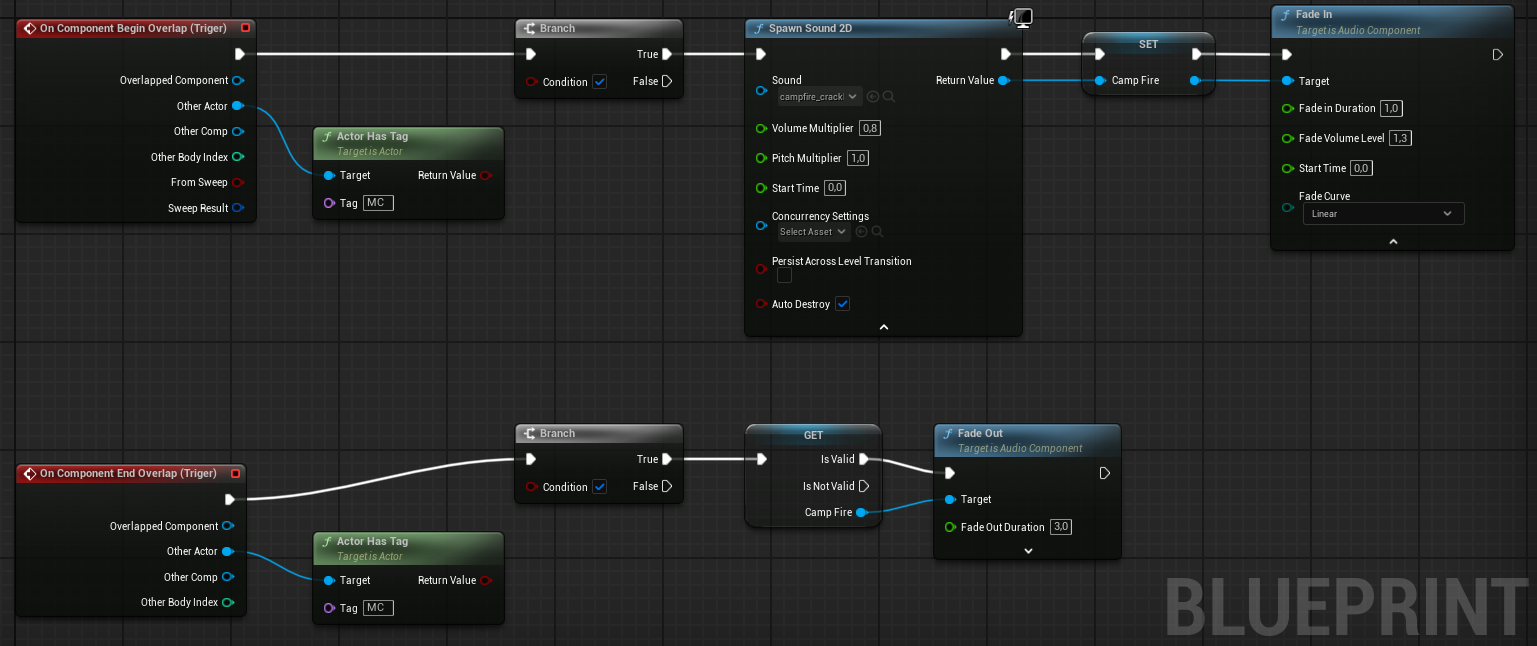 On Component Begin Overlap (Triger)
Overlapped Component
Other Actor
Other Comp
Other Body Index
From Sweep
Sweep Result
Actor Has Tag
Target is Actor
Target
Return Value
Tag
MC
Branch
True
Condition
False
Spawn Sound 2D
Sound
Return Value
campfire_crackl
Volume Multiplier
0,8
Pitch Multiplier
1,0
Start Time
0,0
Concurrency Settings
Select Asset
Persist Across Level Transition
Auto Destroy
SET
Camp Fire
Fade In
Target is Audio Component
Target
Fade in Duration
1,0
Fade Volume Level
1,3
Start Time
0,0
Fade Curve
Linear
On Component End Overlap (Triger)
Overlapped Component
Other Actor
Other Comp
Other Body Index
Actor Has Tag
Target is Actor
Target
Return Value
Tag
MC
Branch
True
Condition
False
GET
Is Valid
Is Not Valid
Camp Fire
Fade Out
Target is Audio Component
Target
Fade Out Duration
3,0
BLUEPRINT